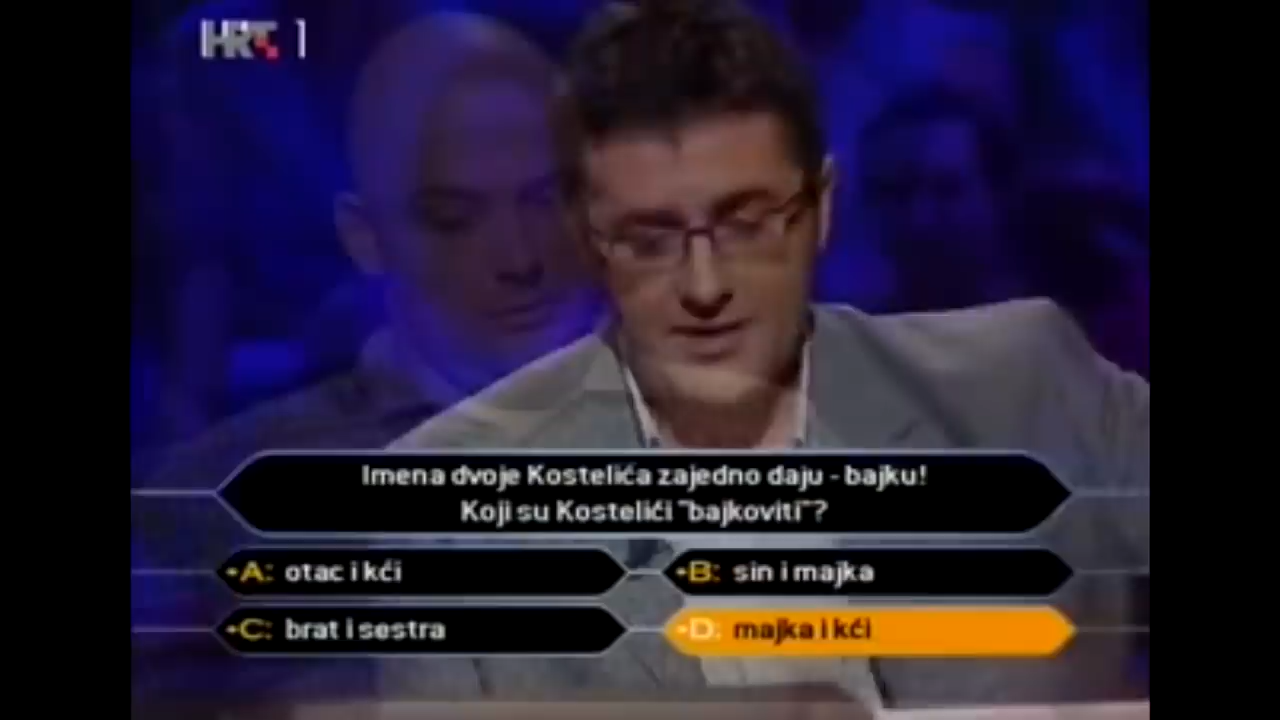 HRT 1
Imena dvoje Kostelića zajedno daju - bajku!
Koji su Kostelići "bajkoviti"?
A: otac i kći
B: sin i majka
C: brat i sestra
D: majka i kći